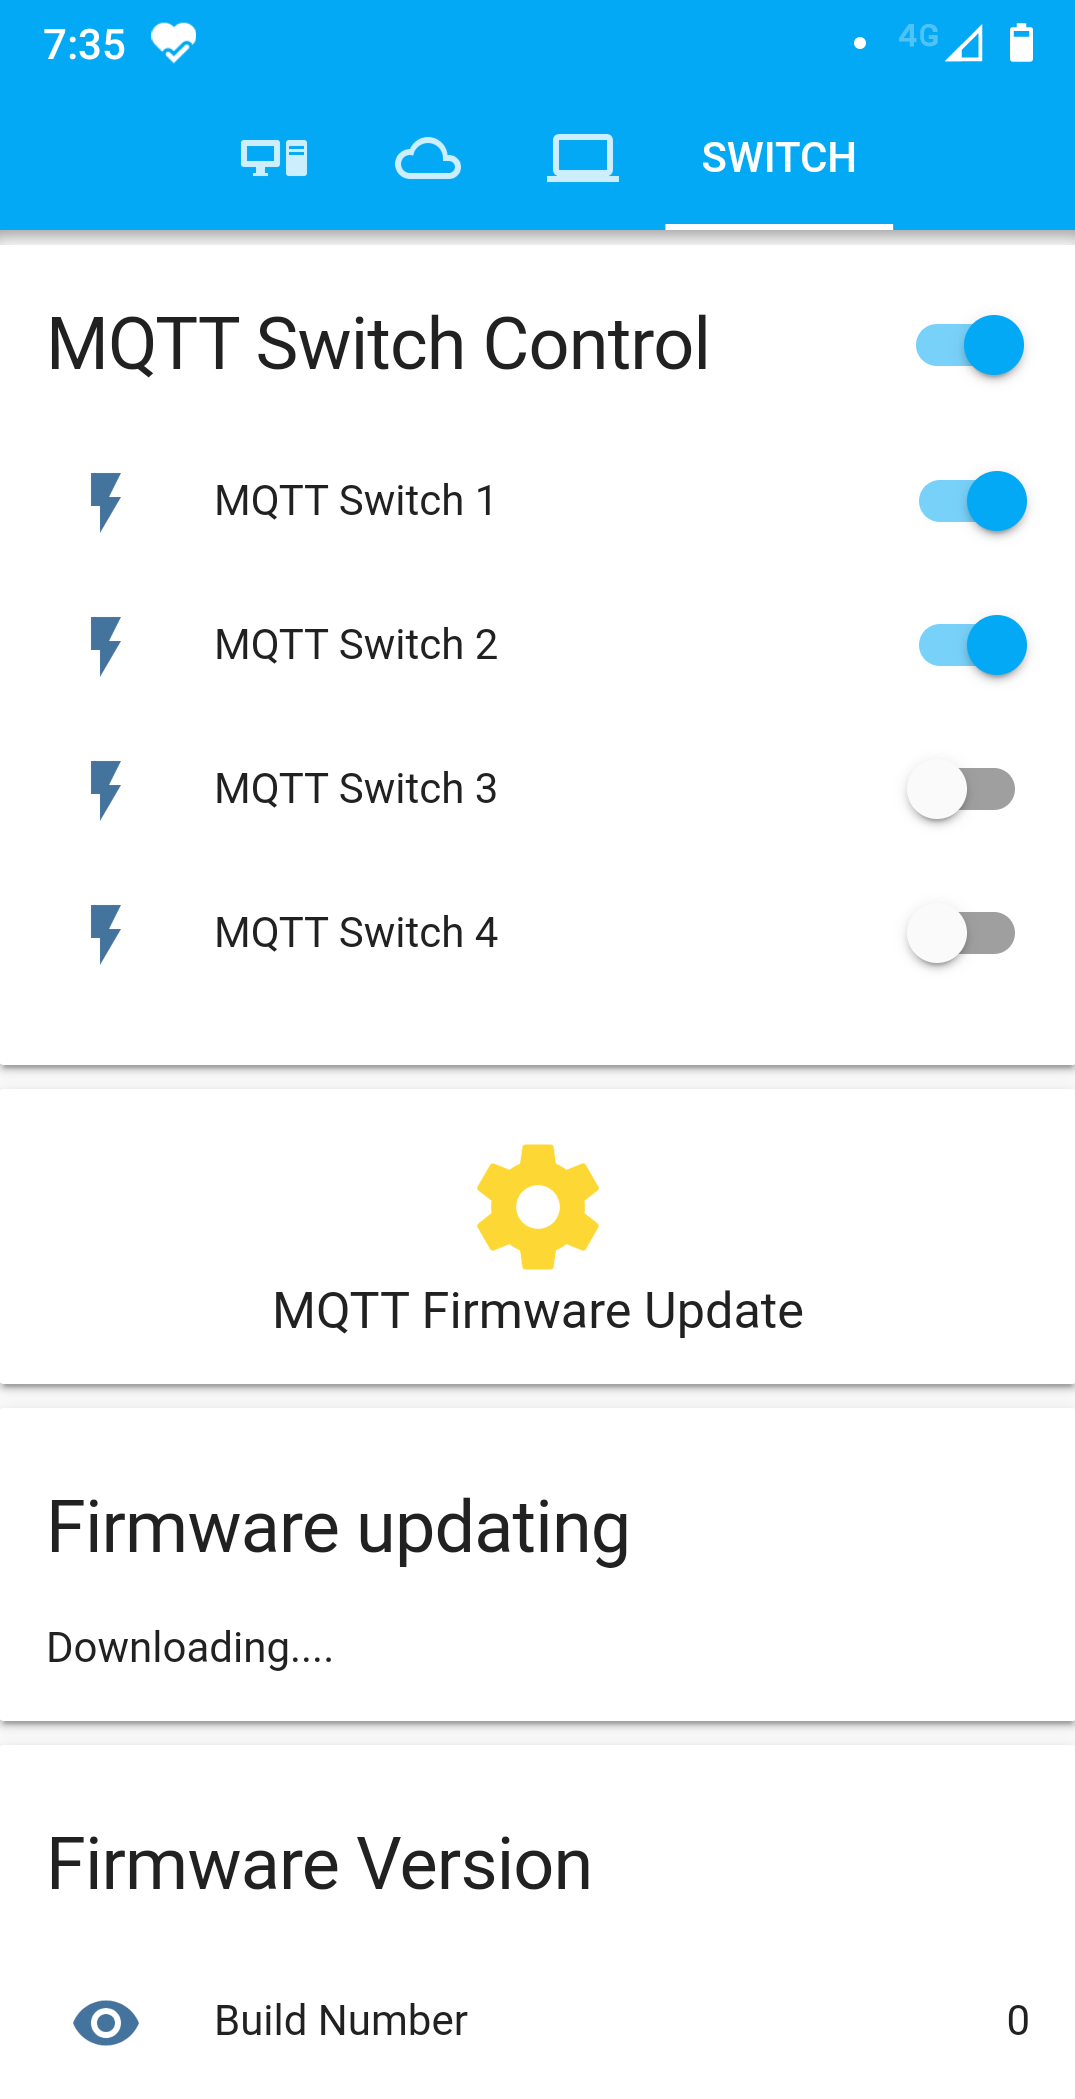 7:35
4G
SWITCH
MQTT Switch Control
MQTT Switch 1
MQTT Switch 2
MQTT Switch 3
MQTT Switch 4
MQTT Firmware Update
Firmware updating
Downloading....
Firmware Version
Build Number 0